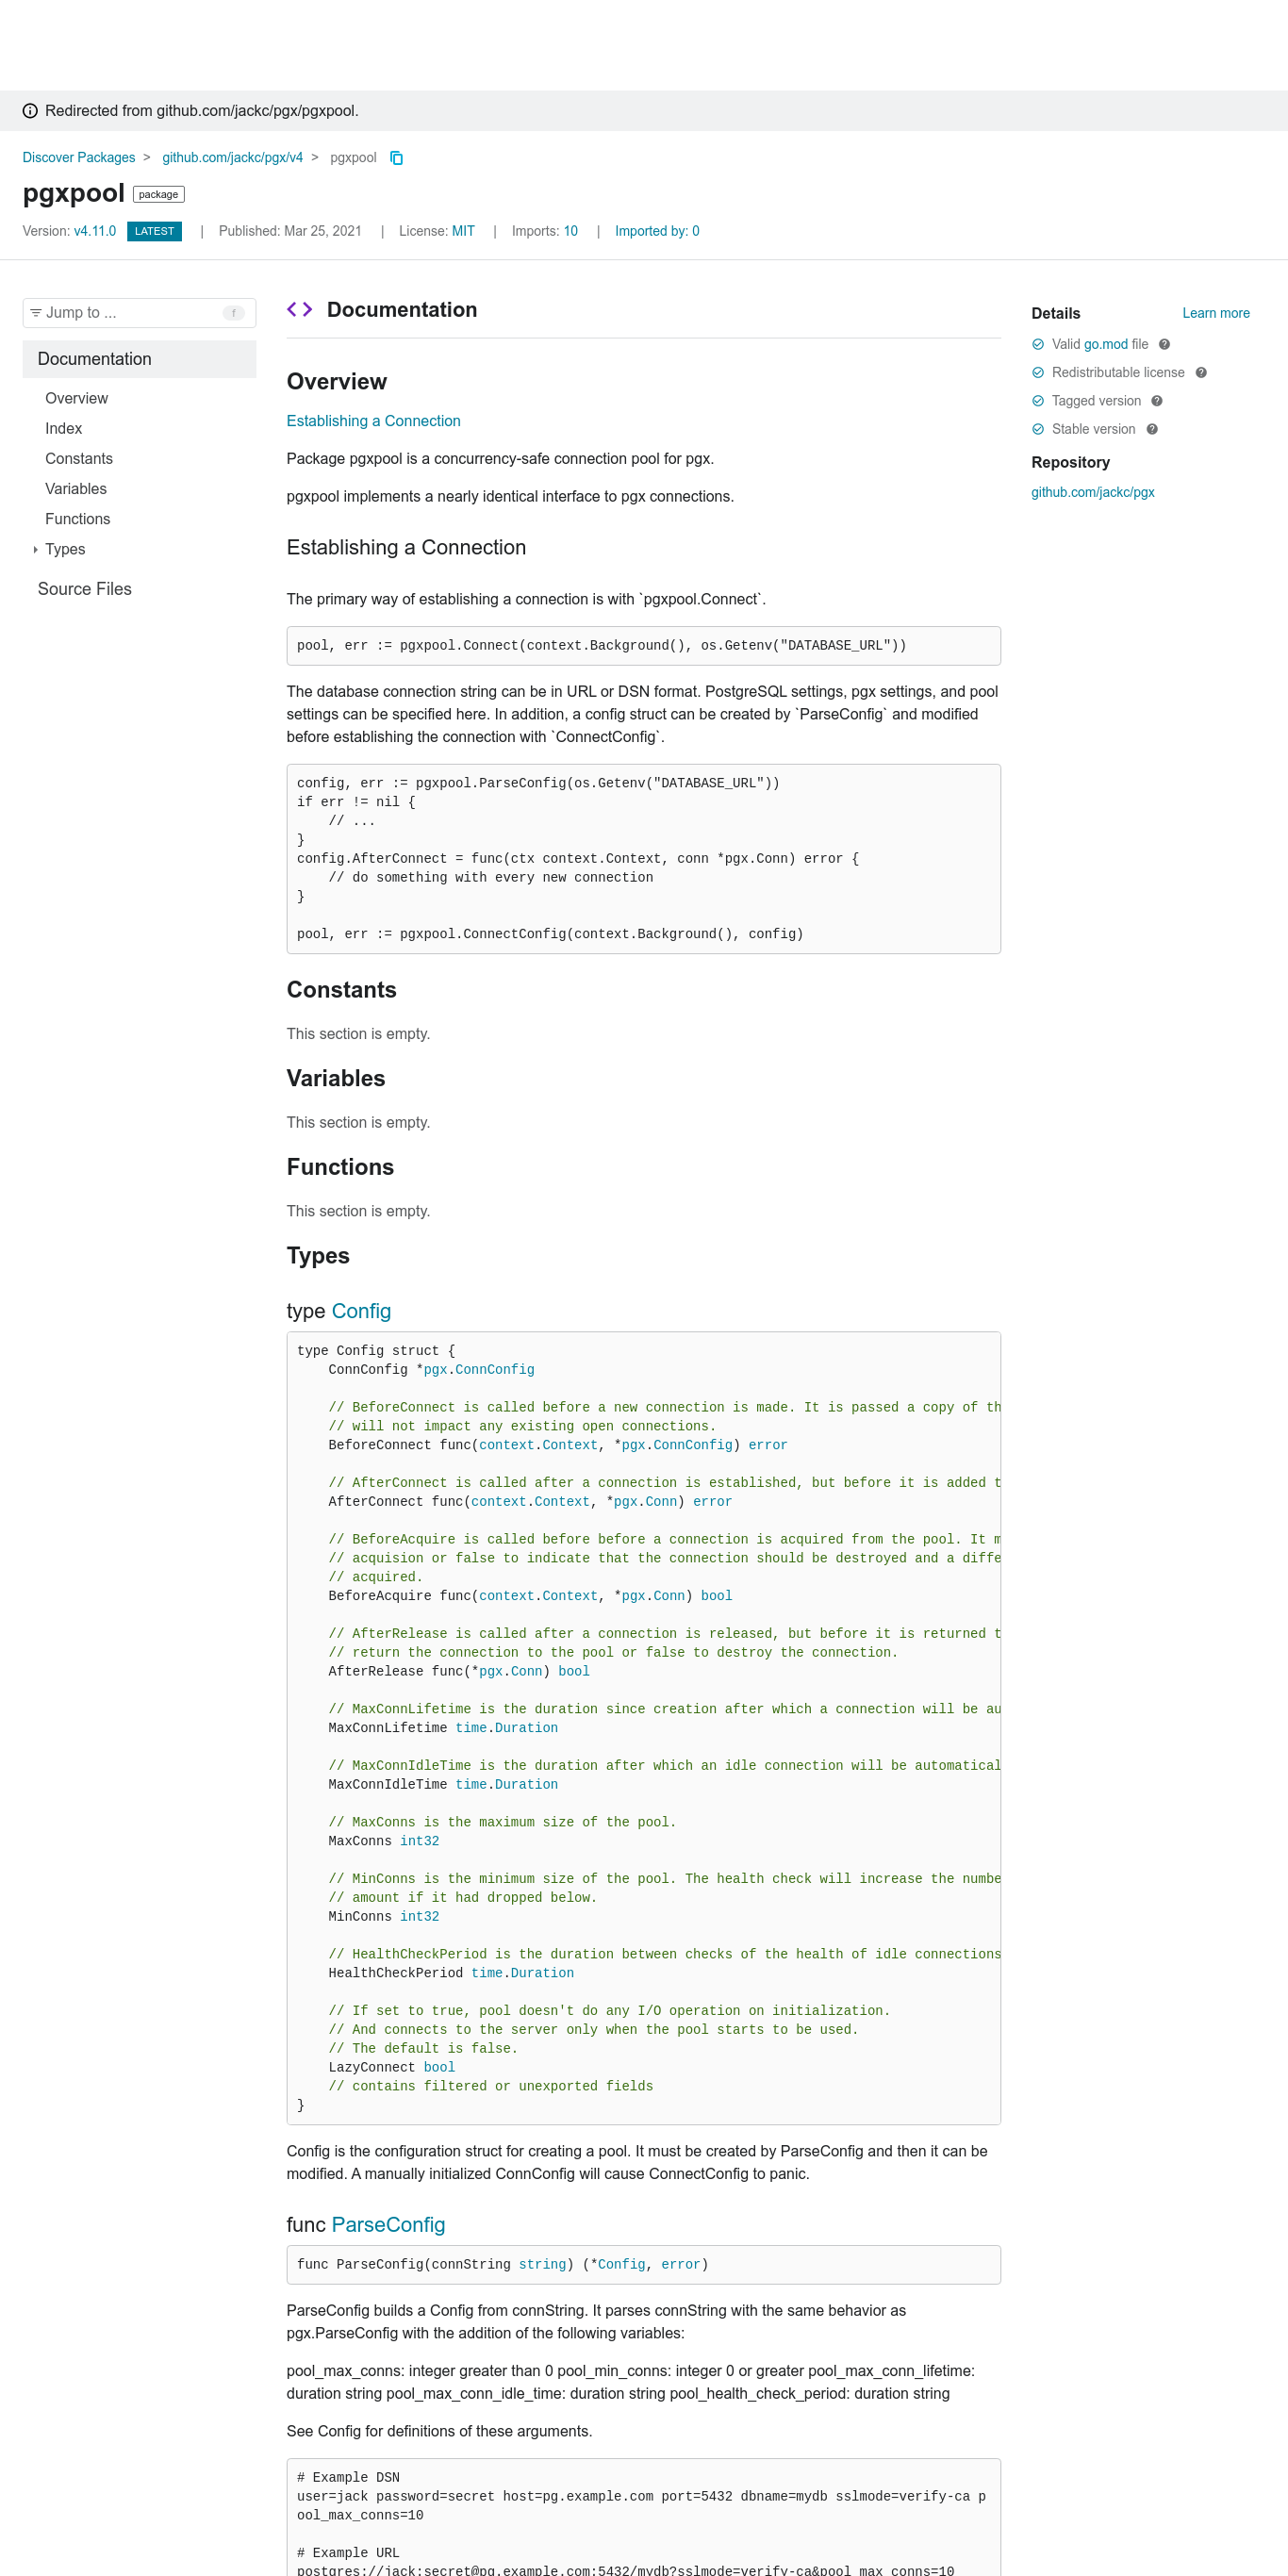 Redirected from github.com/jackc/pgx/pgxpool.
Discover Packages > github.com/jackc/pgx/v4 > pgxpool
pgxpool package
Version: v4.11.0 LATEST | Published: Mar 25, 2021 | License: MIT | Imports: 10 | Imported by: 0
Jump to ... f
Documentation
Overview
Index
Constants
Variables
Functions
Types
Source Files
Documentation
Overview
Establishing a Connection
Package pgxpool is a concurrency-safe connection pool for pgx.
pgxpool implements a nearly identical interface to pgx connections.
Establishing a Connection
The primary way of establishing a connection is with `pgxpool.Connect`.
pool, err := pgxpool.Connect(context.Background(), os.Getenv("DATABASE_URL"))
The database connection string can be in URL or DSN format. PostgreSQL settings, pgx settings, and pool
settings can be specified here. In addition, a config struct can be created by `ParseConfig` and modified
before establishing the connection with `ConnectConfig`.
config, err := pgxpool.ParseConfig(os.Getenv("DATABASE_URL"))
if err != nil {
    // ...
}
config.AfterConnect = func(ctx context.Context, conn *pgx.Conn) error {
    // do something with every new connection
}
pool, err := pgxpool.ConnectConfig(context.Background(), config)
Constants
This section is empty.
Variables
This section is empty.
Functions
This section is empty.
Types
type Config
type Config struct {
    ConnConfig *pgx.ConnConfig
    // BeforeConnect is called before a new connection is made. It is passed a copy of th
    // will not impact any existing open connections.
    BeforeConnect func(context.Context, *pgx.ConnConfig) error
    // AfterConnect is called after a connection is established, but before it is added t
    AfterConnect func(context.Context, *pgx.Conn) error
    // BeforeAcquire is called before before a connection is acquired from the pool. It m
    // acquision or false to indicate that the connection should be destroyed and a diffe
    // acquired.
    BeforeAcquire func(context.Context, *pgx.Conn) bool
    // AfterRelease is called after a connection is released, but before it is returned t
    // return the connection to the pool or false to destroy the connection.
    AfterRelease func(*pgx.Conn) bool
    // MaxConnLifetime is the duration since creation after which a connection will be au
    MaxConnLifetime time.Duration
    // MaxConnIdleTime is the duration after which an idle connection will be automatical
    MaxConnIdleTime time.Duration
    // MaxConns is the maximum size of the pool.
    MaxConns int32
    // MinConns is the minimum size of the pool. The health check will increase the numbe
    // amount if it had dropped below.
    MinConns int32
    // HealthCheckPeriod is the duration between checks of the health of idle connections
    HealthCheckPeriod time.Duration
    // If set to true, pool doesn't do any I/O operation on initialization.
    // And connects to the server only when the pool starts to be used.
    // The default is false.
    LazyConnect bool
    // contains filtered or unexported fields
}
Config is the configuration struct for creating a pool. It must be created by ParseConfig and then it can be
modified. A manually initialized ConnConfig will cause ConnectConfig to panic.
func ParseConfig
func ParseConfig(connString string) (*Config, error)
ParseConfig builds a Config from connString. It parses connString with the same behavior as
pgx.ParseConfig with the addition of the following variables:
pool_max_conns: integer greater than 0 pool_min_conns: integer 0 or greater pool_max_conn_lifetime:
duration string pool_max_conn_idle_time: duration string pool_health_check_period: duration string
See Config for definitions of these arguments.
# Example DSN
user=jack password=secret host=pg.example.com port=5432 dbname=mydb sslmode=verify-ca p
ool_max_conns=10
# Example URL
postgres://jack:secret@pg.example.com:5432/mydb?sslmode=verify-ca&pool_max_conns=10
Details Learn more
Valid go.mod file
Redistributable license
Tagged version
Stable version
Repository
github.com/jackc/pgx